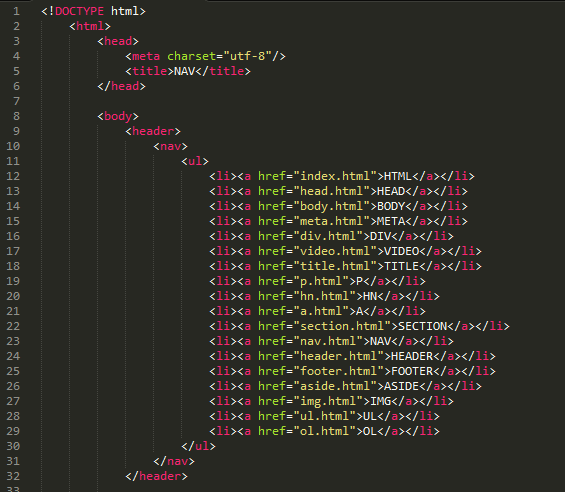 1 <!DOCTYPE html>
2 <html>
3 <head>
4 <meta charset="utf-8"/>
5 <title>NAV</title>
6 </head>
7
8 <body>
9 <header>
10 <nav>
11 <ul>
12 <li><a href="index.html">HTML</a></li>
13 <li><a href="head.html">HEAD</a></li>
14 <li><a href="body.html">BODY</a></li>
15 <li><a href="meta.html">META</a></li>
16 <li><a href="div.html">DIV</a></li>
17 <li><a href="video.html">VIDEO</a></li>
18 <li><a href="title.html">TITLE</a></li>
19 <li><a href="p.html">P</a></li>
20 <li><a href="hn.html">HN</a></li>
21 <li><a href="a.html">A</a></li>
22 <li><a href="section.html">SECTION</a></li>
23 <li><a href="nav.html">NAV</a></li>
24 <li><a href="header.html">HEADER</a></li>
25 <li><a href="footer.html">FOOTER</a></li>
26 <li><a href="aside.html">ASIDE</a></li>
27 <li><a href="img.html">IMG</a></li>
28 <li><a href="ul.html">UL</a></li>
29 <li><a href="ol.html">OL</a></li>
30 </ul>
31 </nav>
32 </header>
33